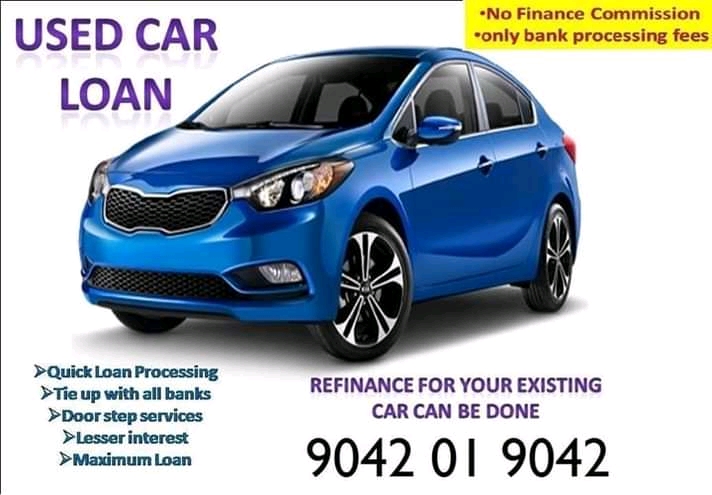 USED CAR
LOAN
•No Finance Commission
•only bank processing fees
➢Quick Loan Processing
➢Tie up with all banks
➢Door step services
➢Lesser interest
➢Maximum Loan
REFINANCE FOR YOUR EXISTING
CAR CAN BE DONE
9042 01 9042